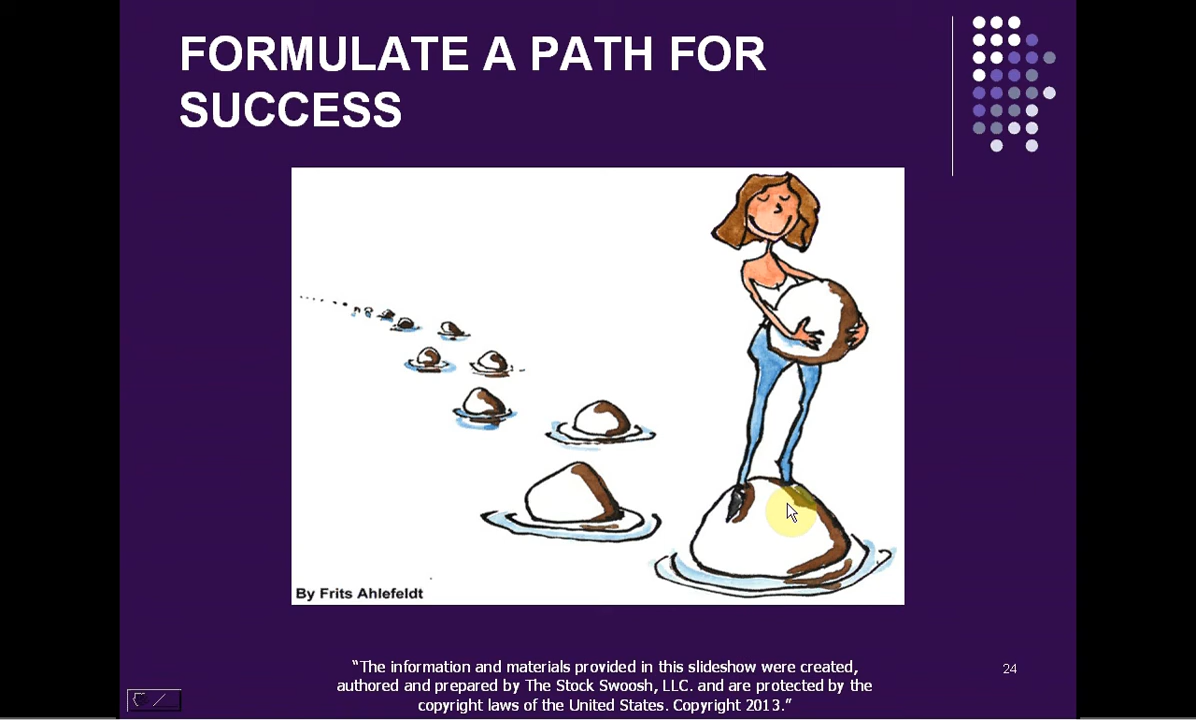 FORMULATE A PATH FOR
SUCCESS
By Frits Ahlefeldt
“The information and materials provided in this slideshow were created,
authored and prepared by The Stock Swoosh, LLC. and are protected by the
copyright laws of the United States. Copyright 2013.”
24